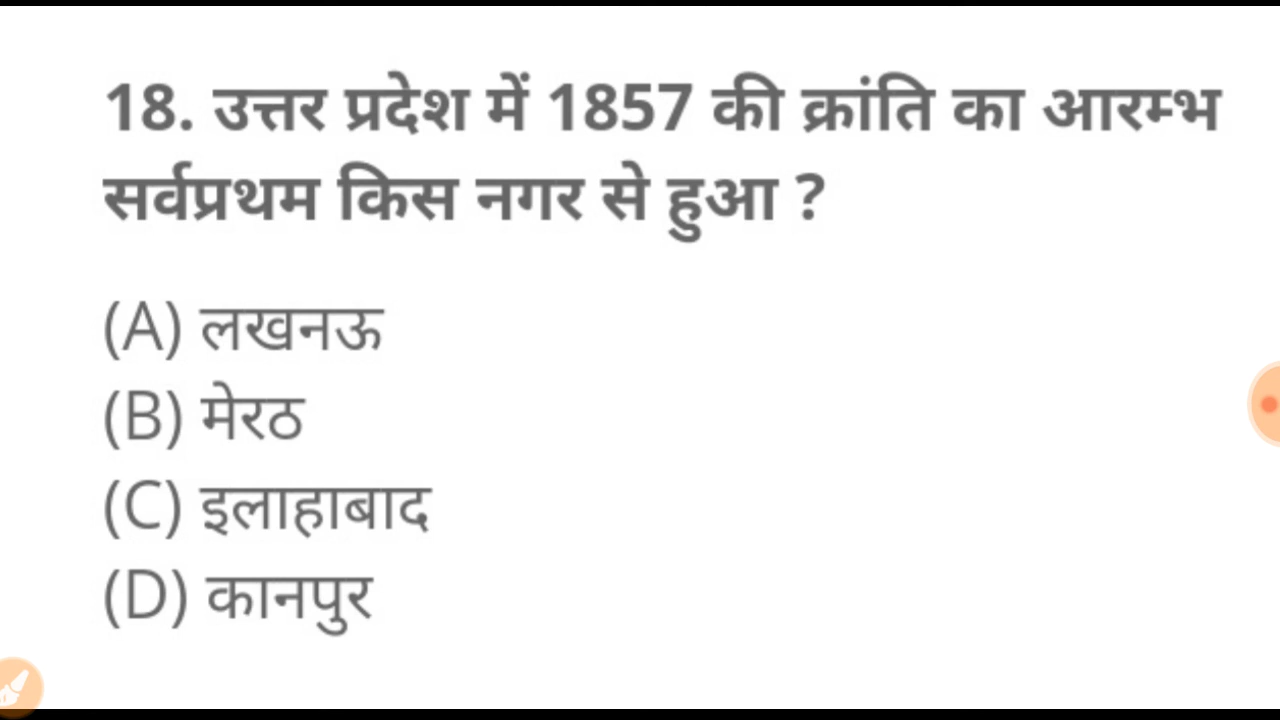 18. उत्तर प्रदेश में 1857 की क्रांति का आरम्भ
सर्वप्रथम किस नगर से हुआ ?
(A) लखनऊ
(B) मेरठ
(C) इलाहाबाद
(D) कानपुर